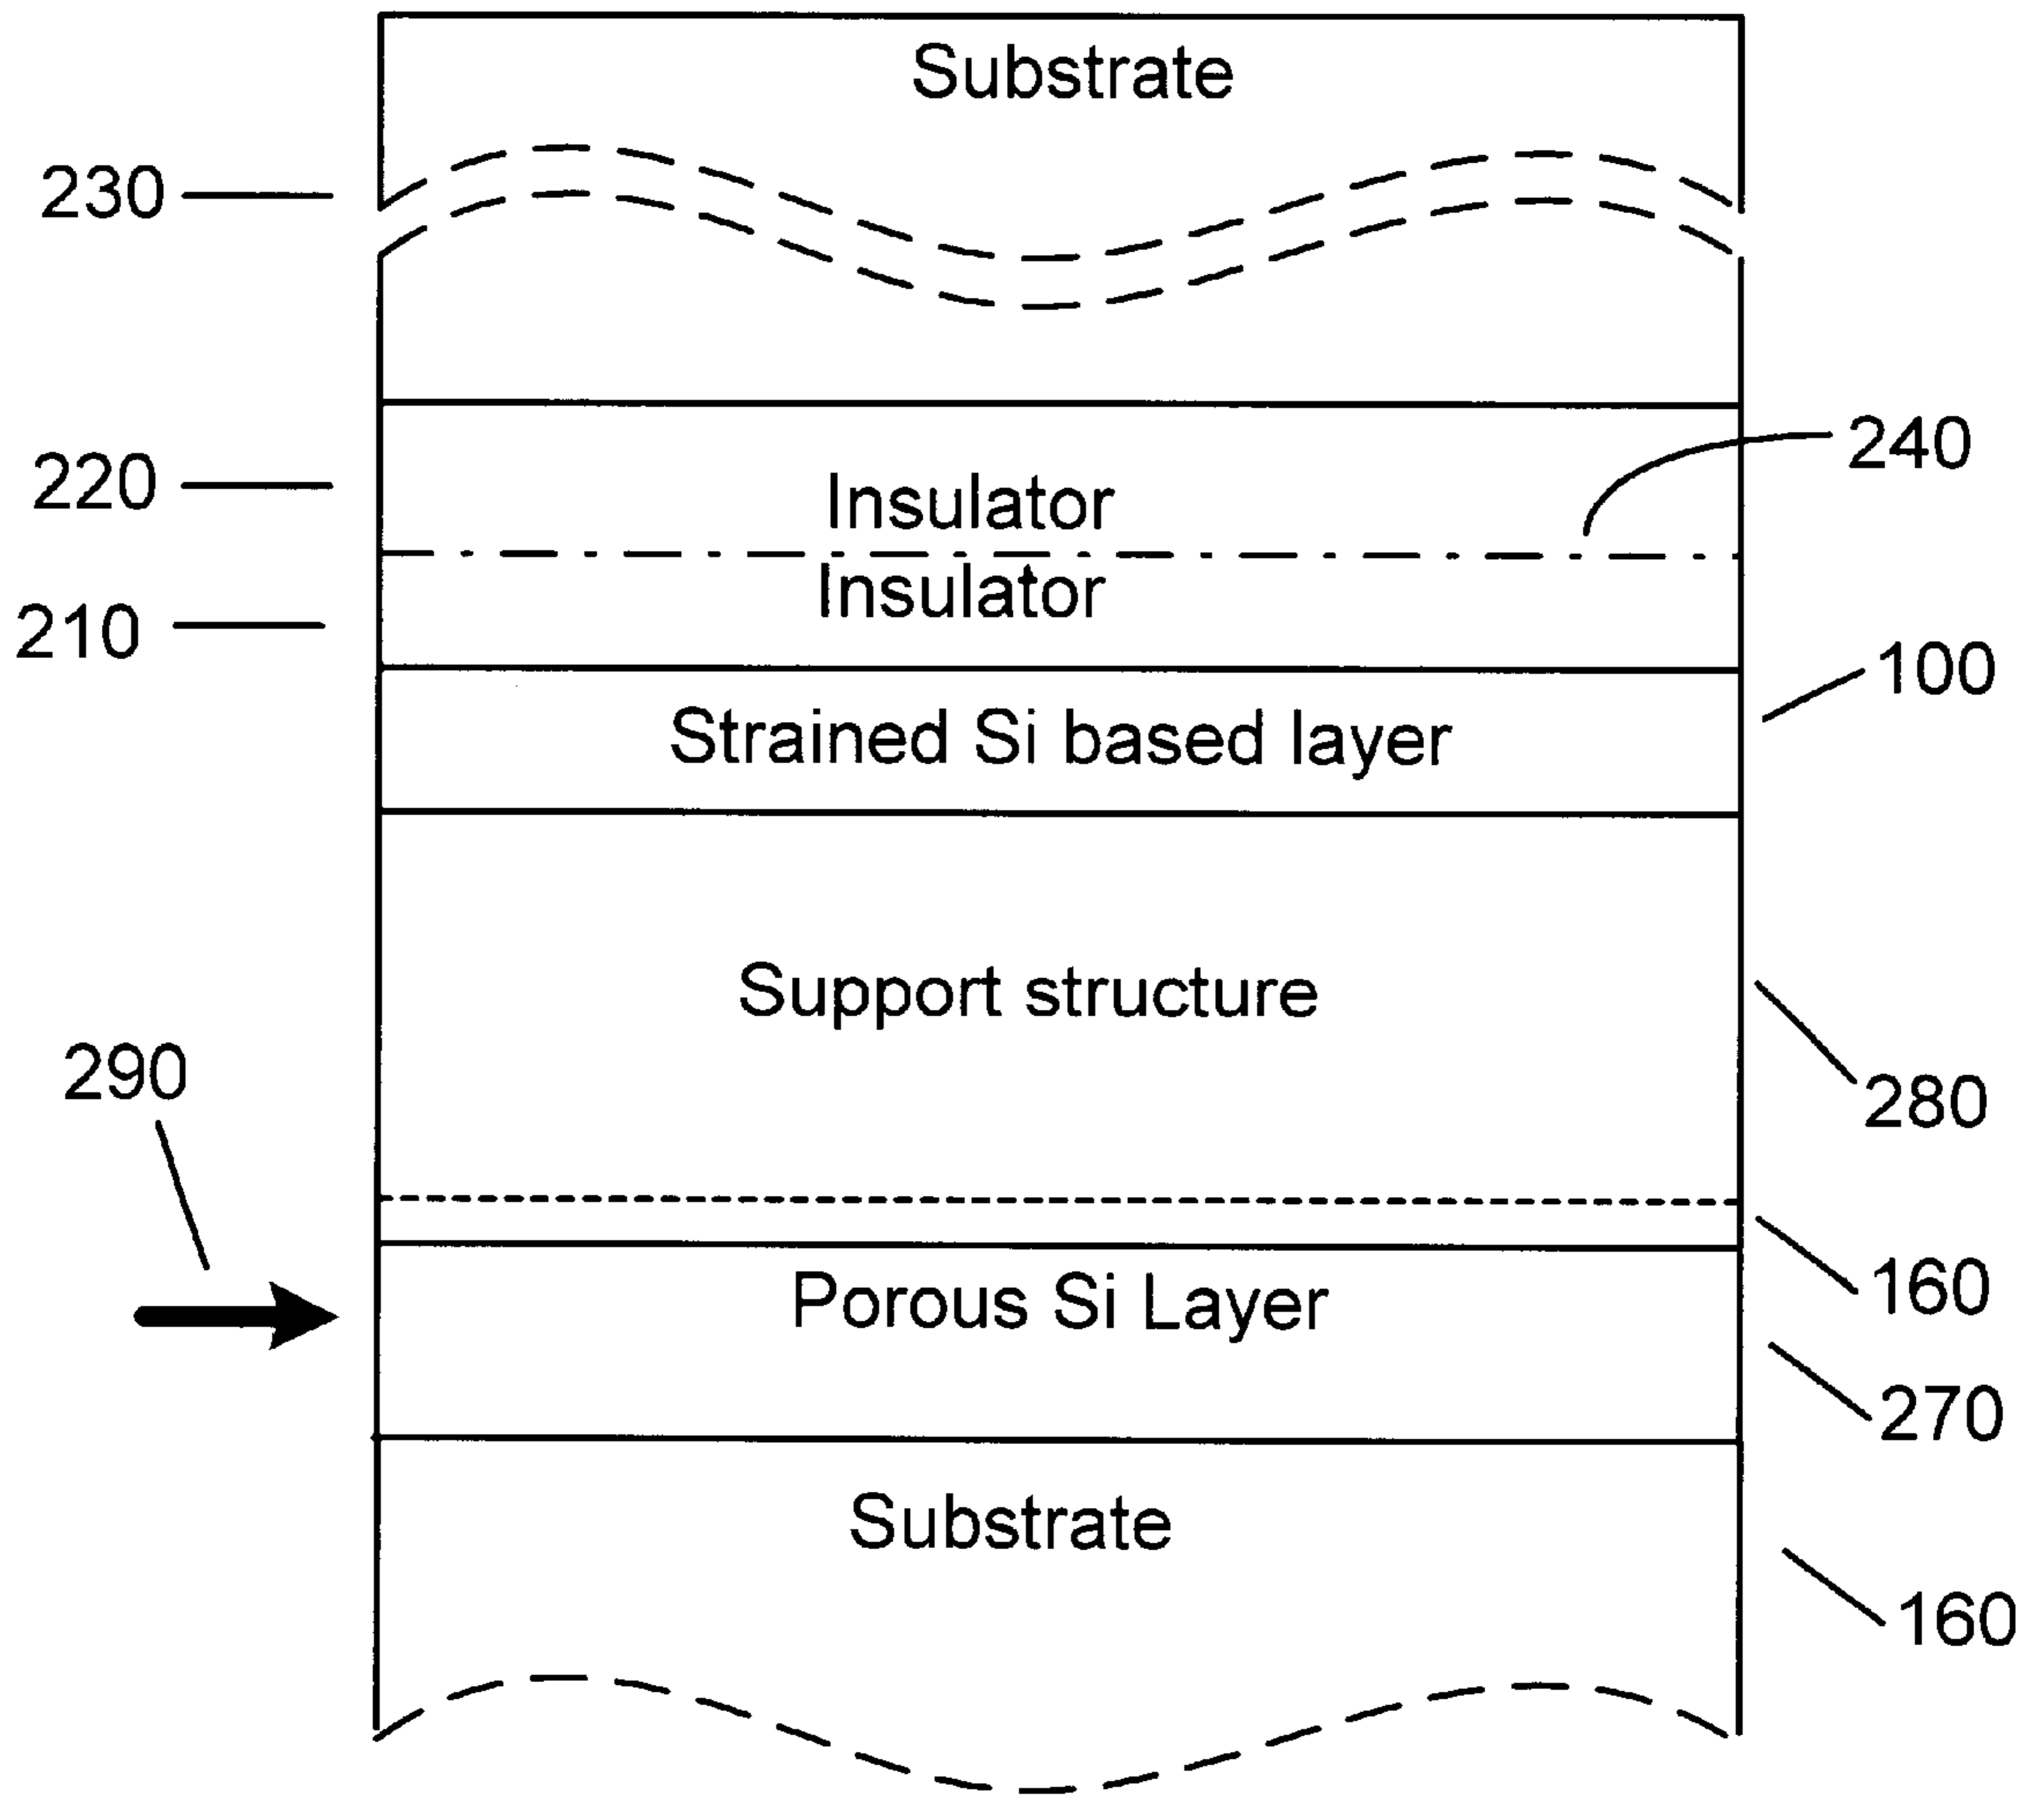 Substrate
230
240
220
Insulator
Insulator
210
100
Strained Si based layer
Support structure
290
280
160
Porous Si Layer
270
Substrate
160